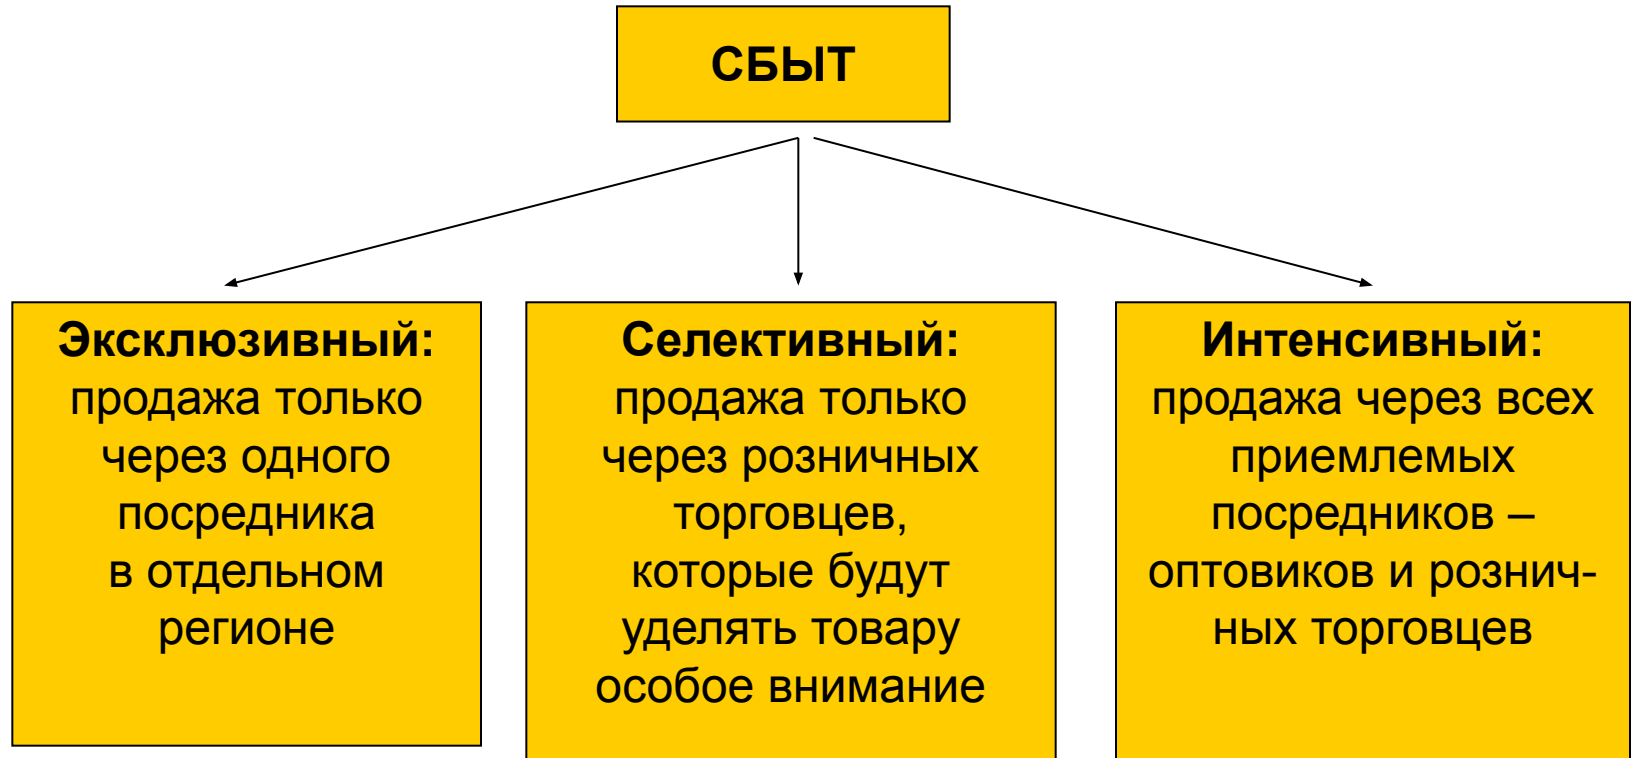 СБЫТ
Эксклюзивный:
продажа только
через одного
посредника
в отдельном
регионе
Селективный:
продажа только
через розничных
торговцев,
которые будут
уделять товару
особое внимание
Интенсивный:
продажа через всех
приемлемых
посредников –
оптовиков и рознич-
ных торговцев